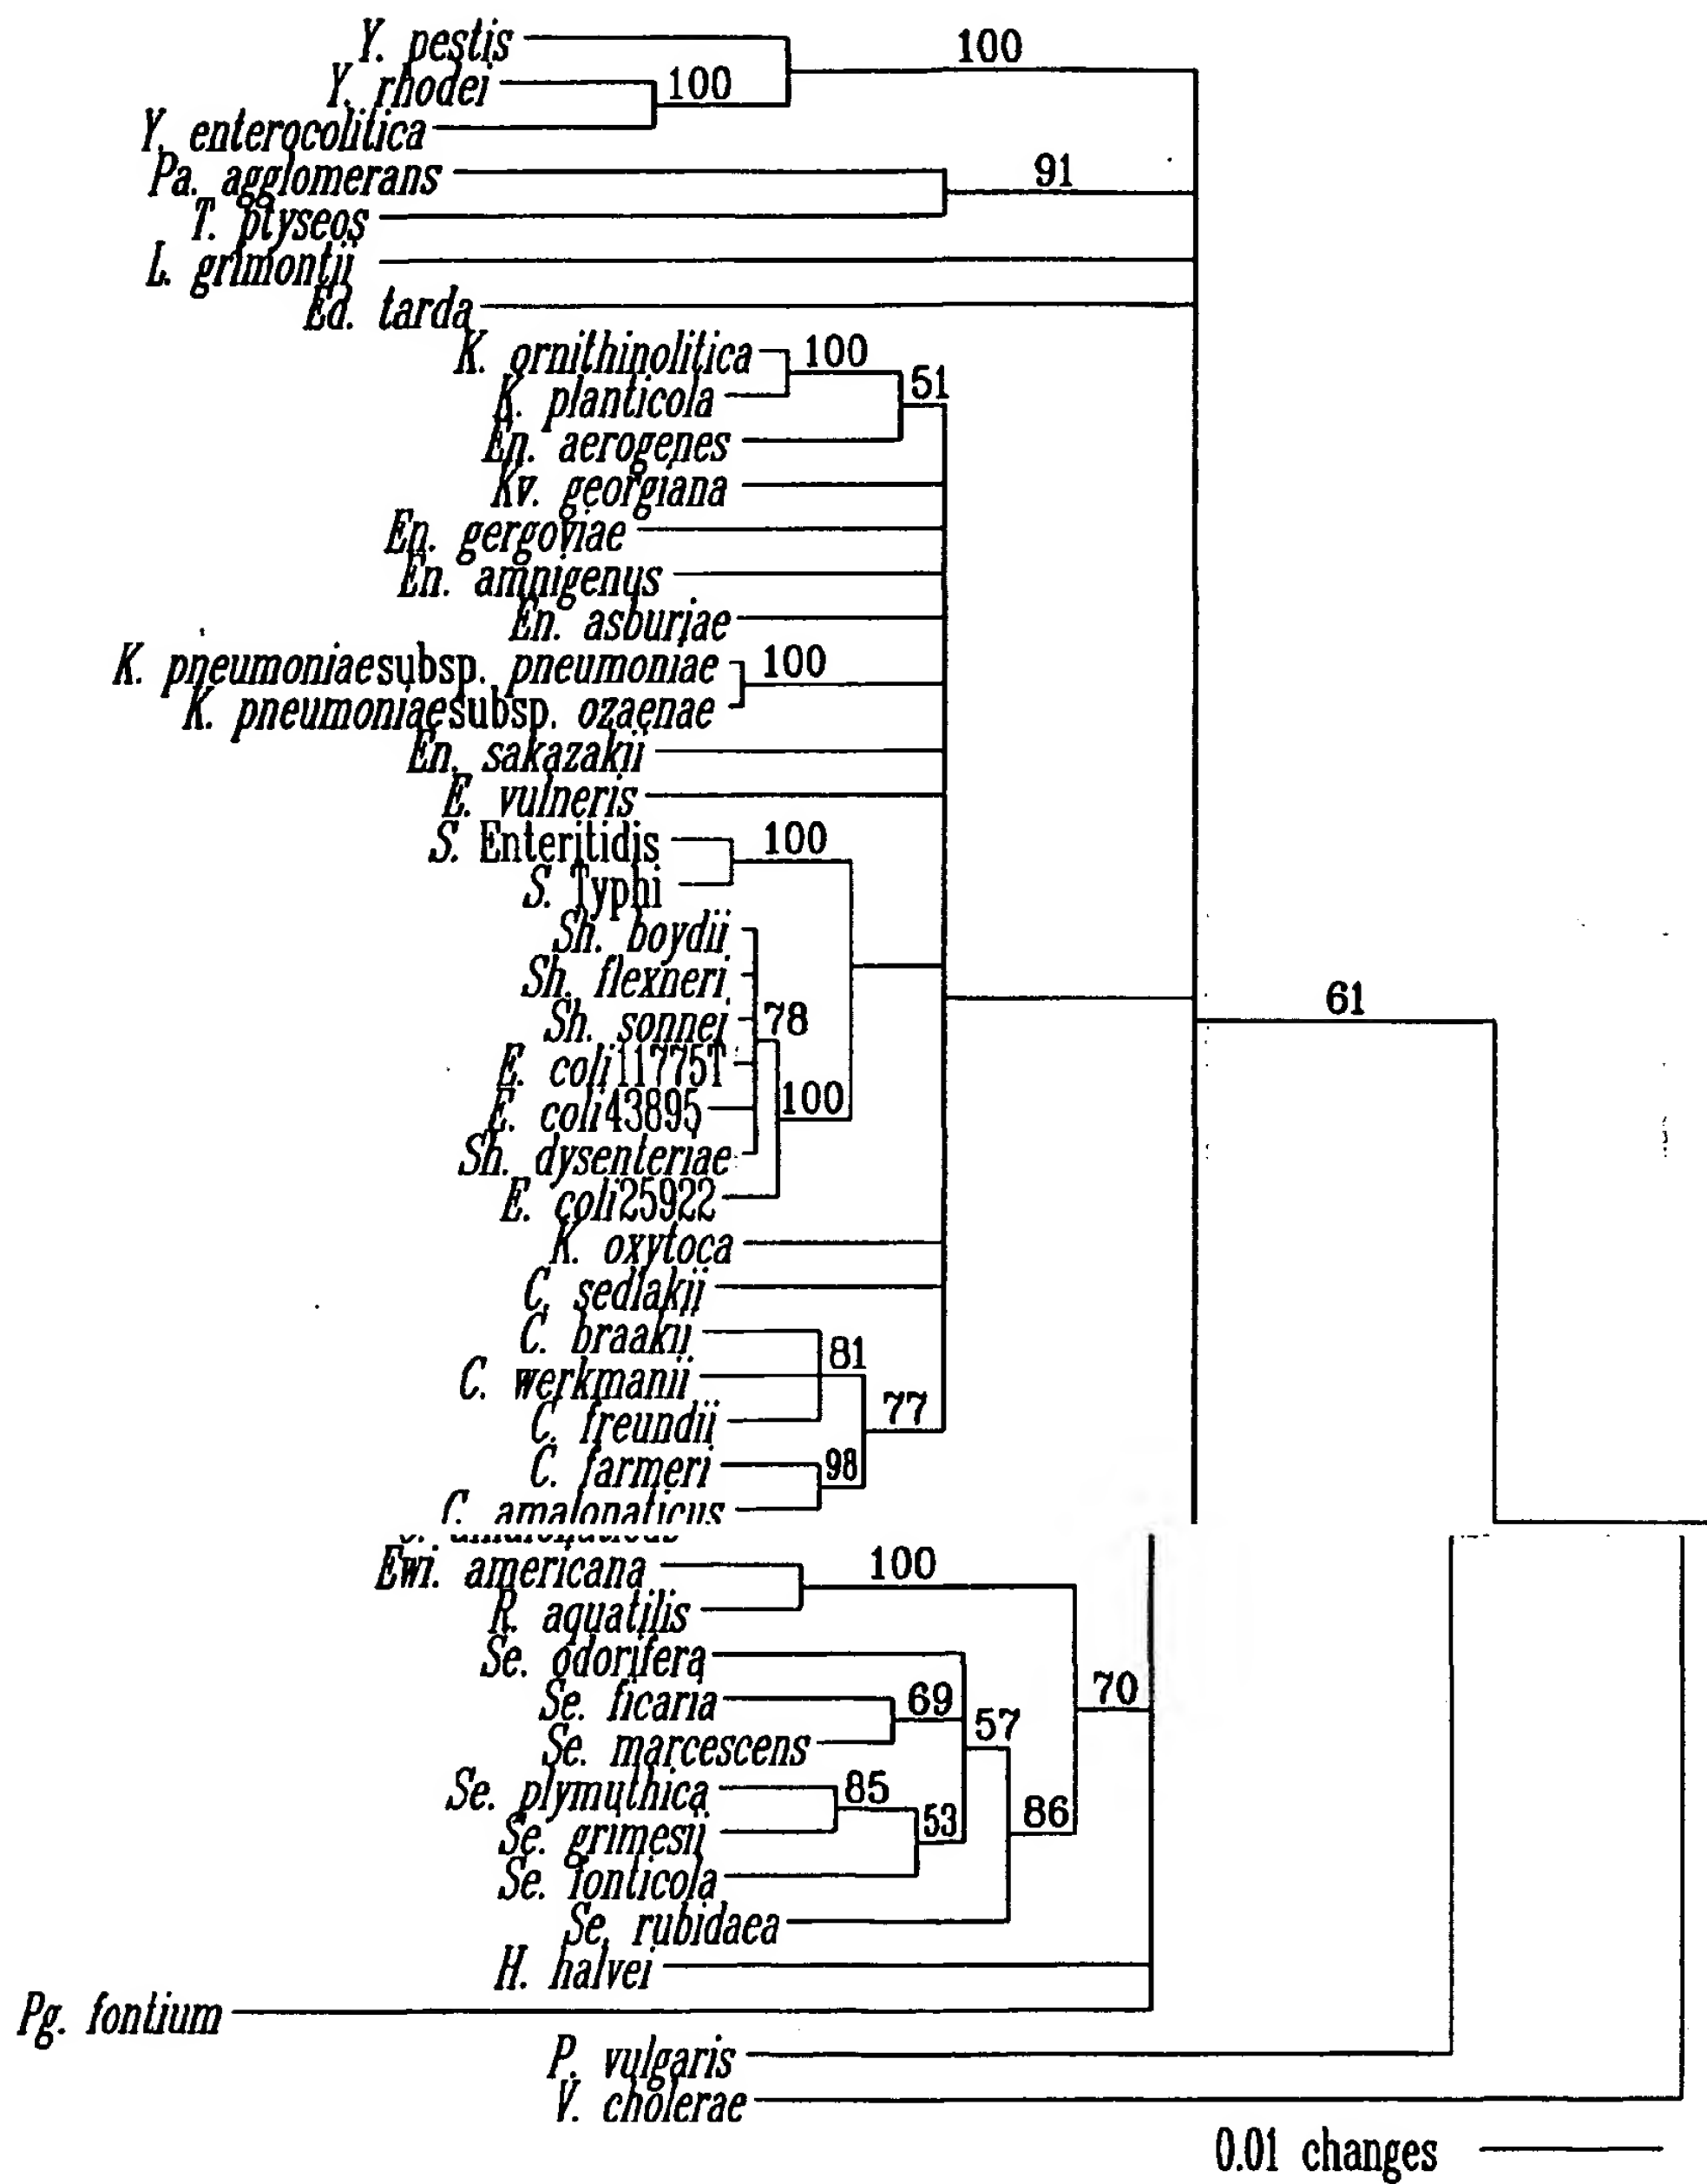 Y. pestis
100
Y. rhodei
100
Y. enterocolitica
Pa. agglomerans
91
T. ptyseos
L. grimontii
Ed. tarda
K. ornithinolitica
100
K. planticola
51
En. aerogenes
Kv. georgiana
En. gergoviae
En. amnigenus
En. asburiae
K. pneumoniae subsp. pneumoniae
100
K. pneumoniae subsp. ozaenae
En. sakazakii
E. vulneris
S. Enteritidis
100
S. Typhi
Sh. boydii
Sh. flexneri
61
Sh. sonnei
78
E. coli 11775T
E. coli 43895
100
Sh. dysenteriae
E. coli 25922
K. oxytoca
C. sedlakii
C. braakii
81
C. werkmanii
77
C. freundii
C. farmeri
98
C. amalonaticus
Ewi. americana
100
R. aquatilis
Se. odorifera
Se. ficaria
69
70
57
Se. marcescens
Se. plymuthica
85
Se. grimesii
53
86
Se. fonticola
Se. rubidaea
H. halvei
Pg. fontium
P. vulgaris
V. cholerae
0.01 changes